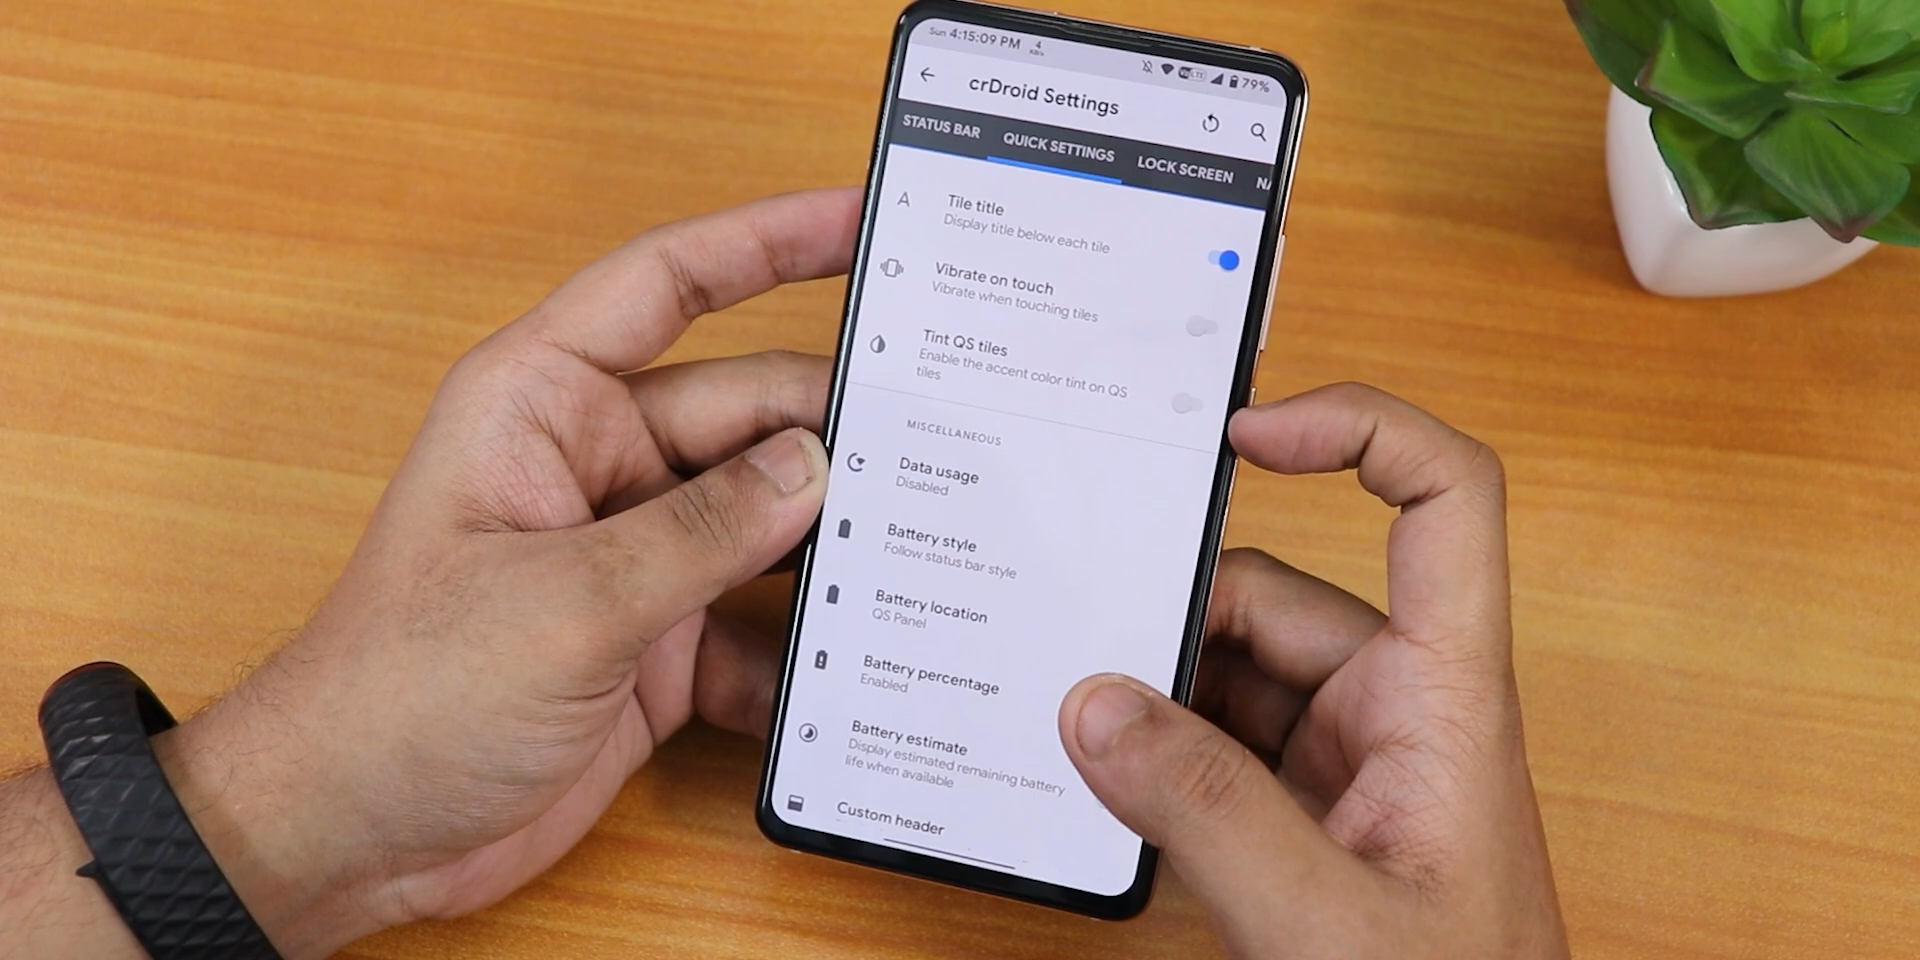 Sun 4:15:09 PM 4 KB/s
79%
crDroid Settings
STATUS BAR QUICK SETTINGS LOCK SCREEN NA
Tile title
Display title below each tile
Vibrate on touch
Vibrate when touching tiles
Tint QS tiles
Enable the accent color tint on QS
tiles
MISCELLANEOUS
Data usage
Disabled
Battery style
Follow status bar style
Battery location
QS Panel
Battery percentage
Enabled
Battery estimate
Display estimated remaining battery
life when available
Custom header